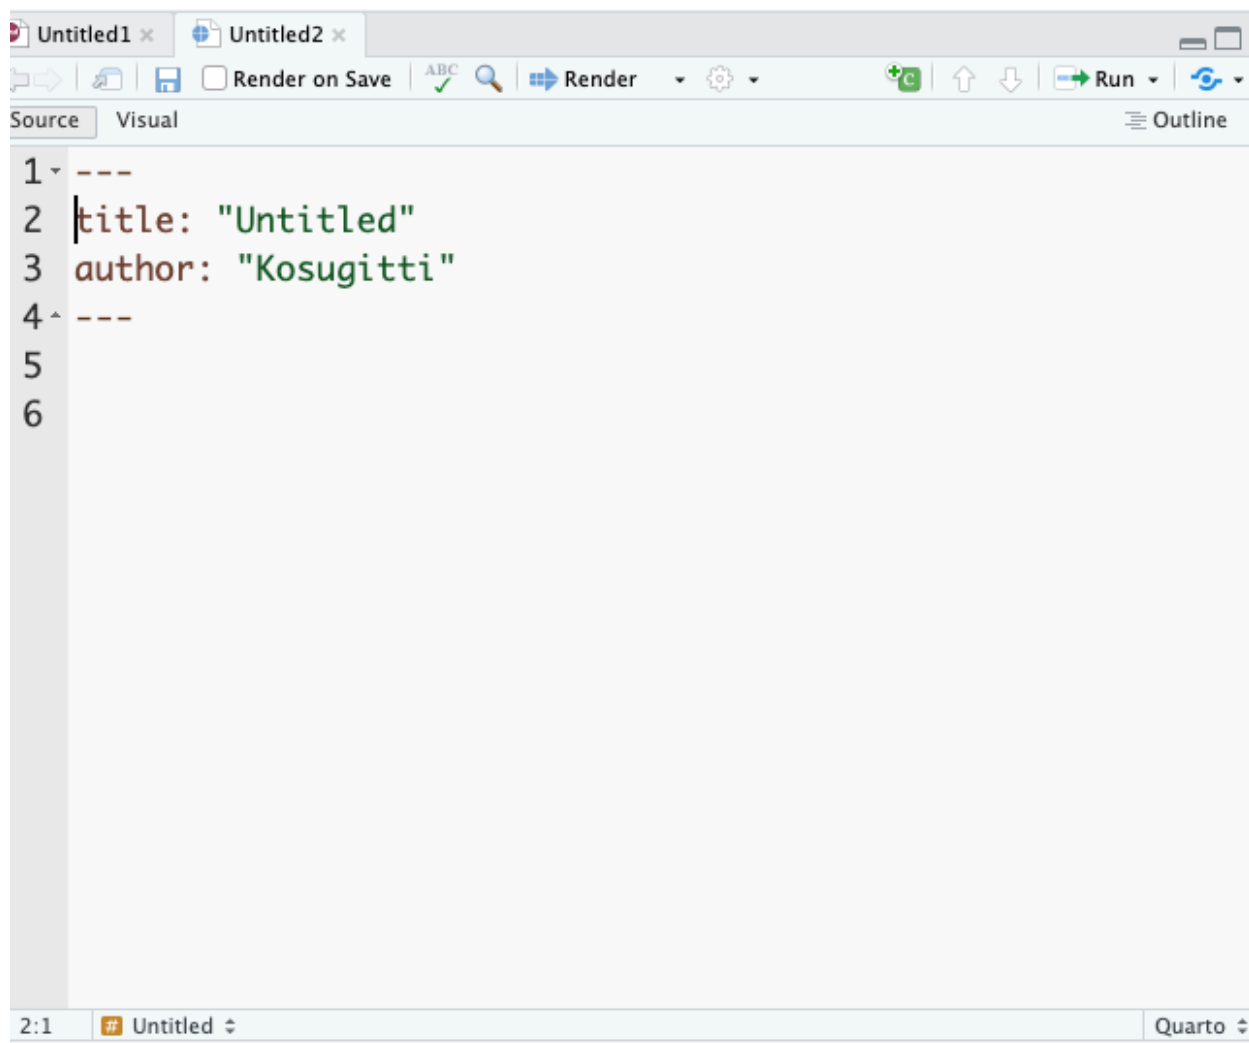 Untitled1 × Untitled2 ×
Render on Save ABC Render Run
Source Visual Outline
1 ---
2 title: "Untitled"
3 author: "Kosugitti"
4 ---
5
6
2:1 # Untitled Quarto